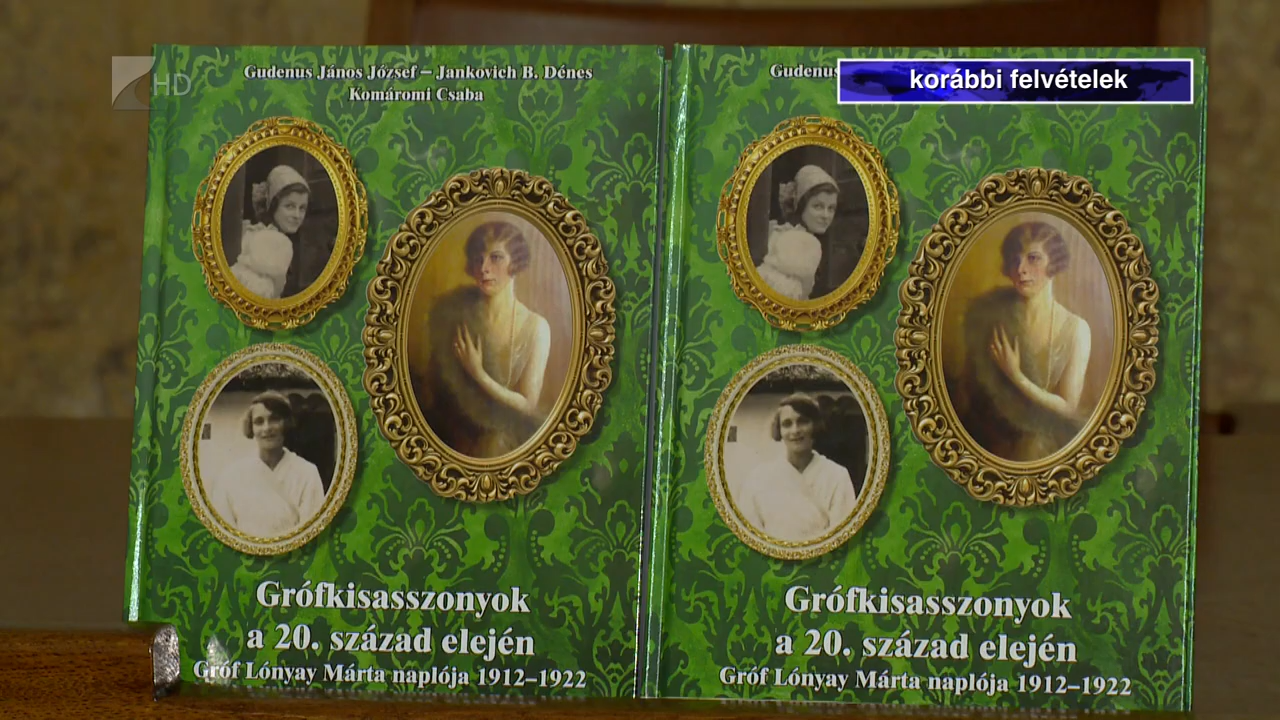 HD
Gudenus János József – Jankovich B. Dénes
Komáromi Csaba
Grófkisasszonyok
a 20. század elején
Gróf Lónyay Márta naplója 1912–1922
Gudenus
korábbi felvételek
Grófkisasszonyok
a 20. század elején
Gróf Lónyay Márta naplója 1912–1922